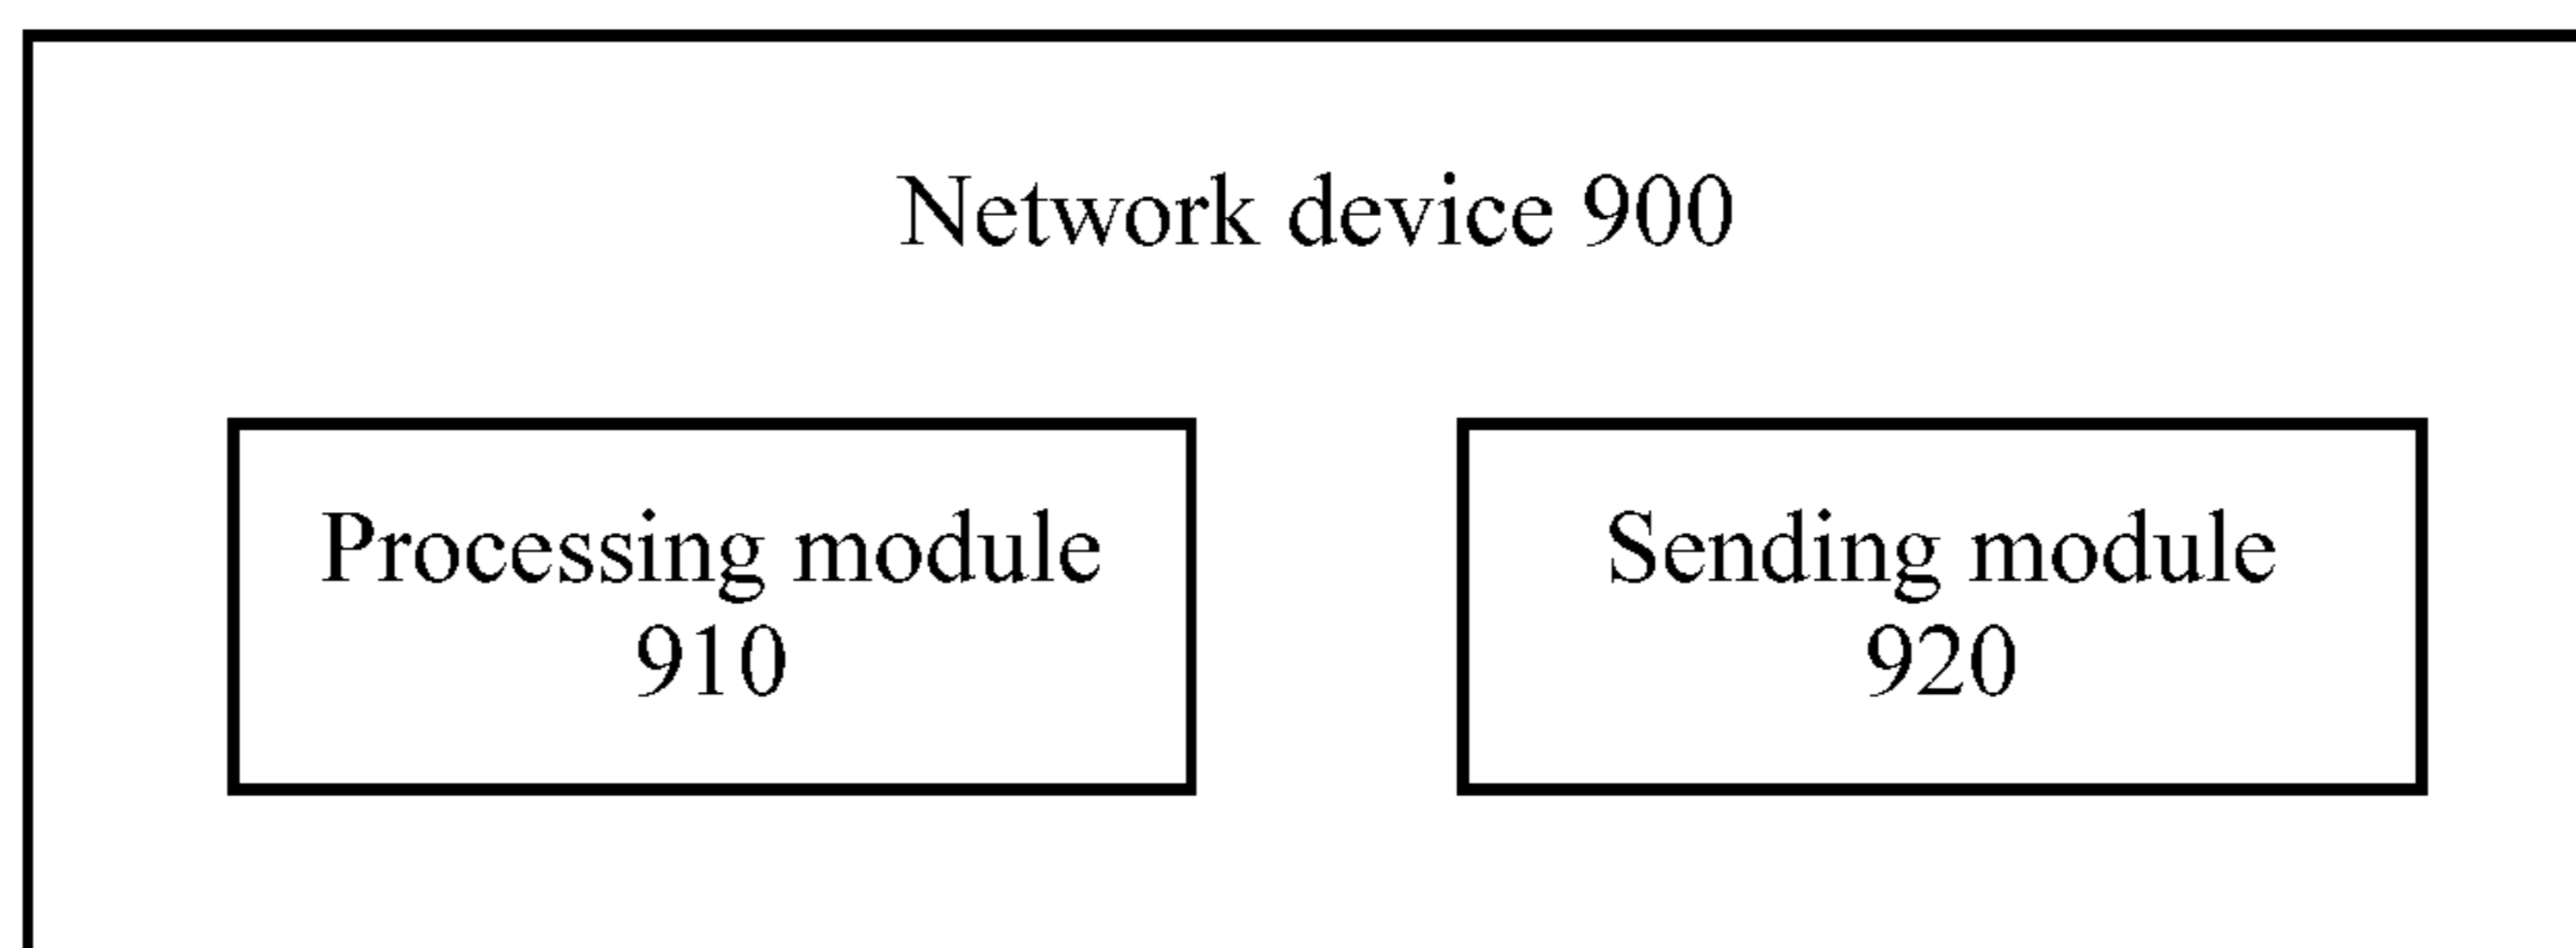 Network device 900
Processing module
910
Sending module
920